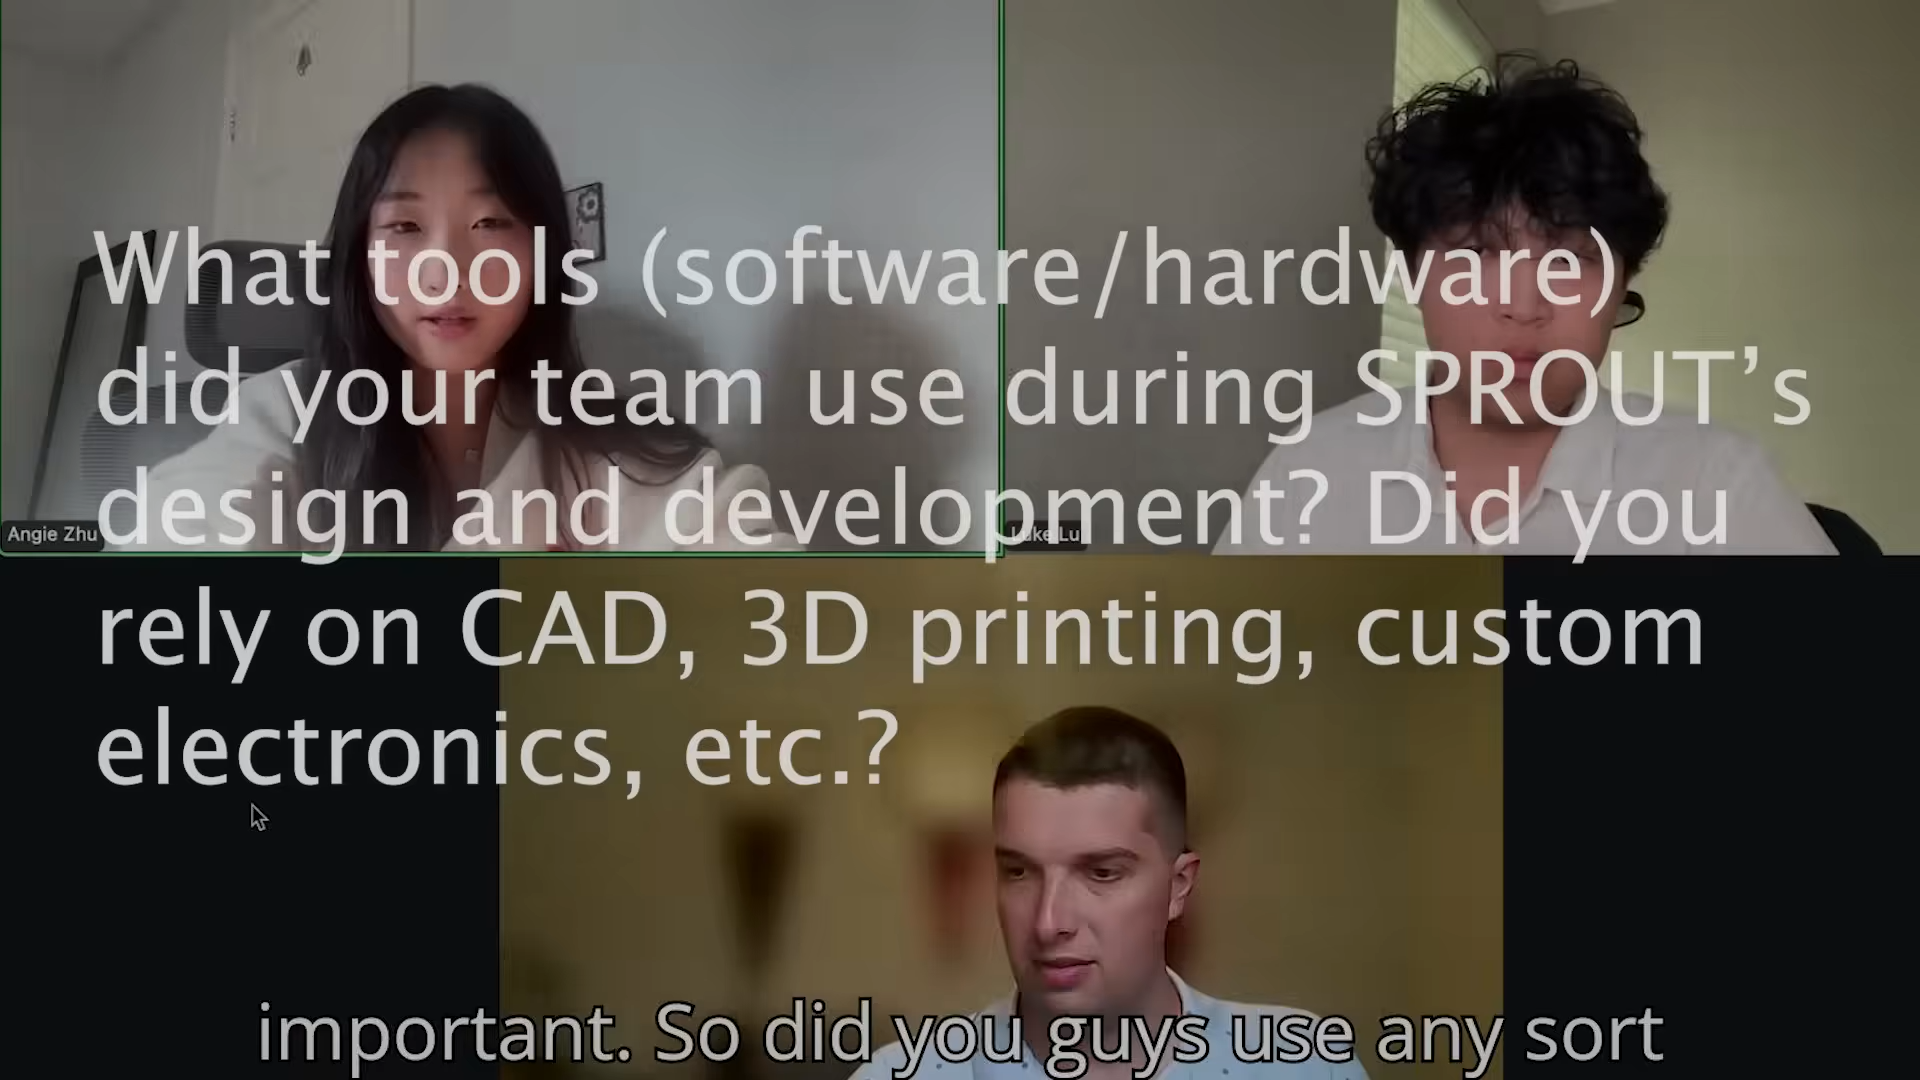 What tools (software/hardware)
did your team use during SPROUT’s
design and development? Did you
Angie Zhu
Luke Lu
rely on CAD, 3D printing, custom
electronics, etc.?
important. So did you guys use any sort